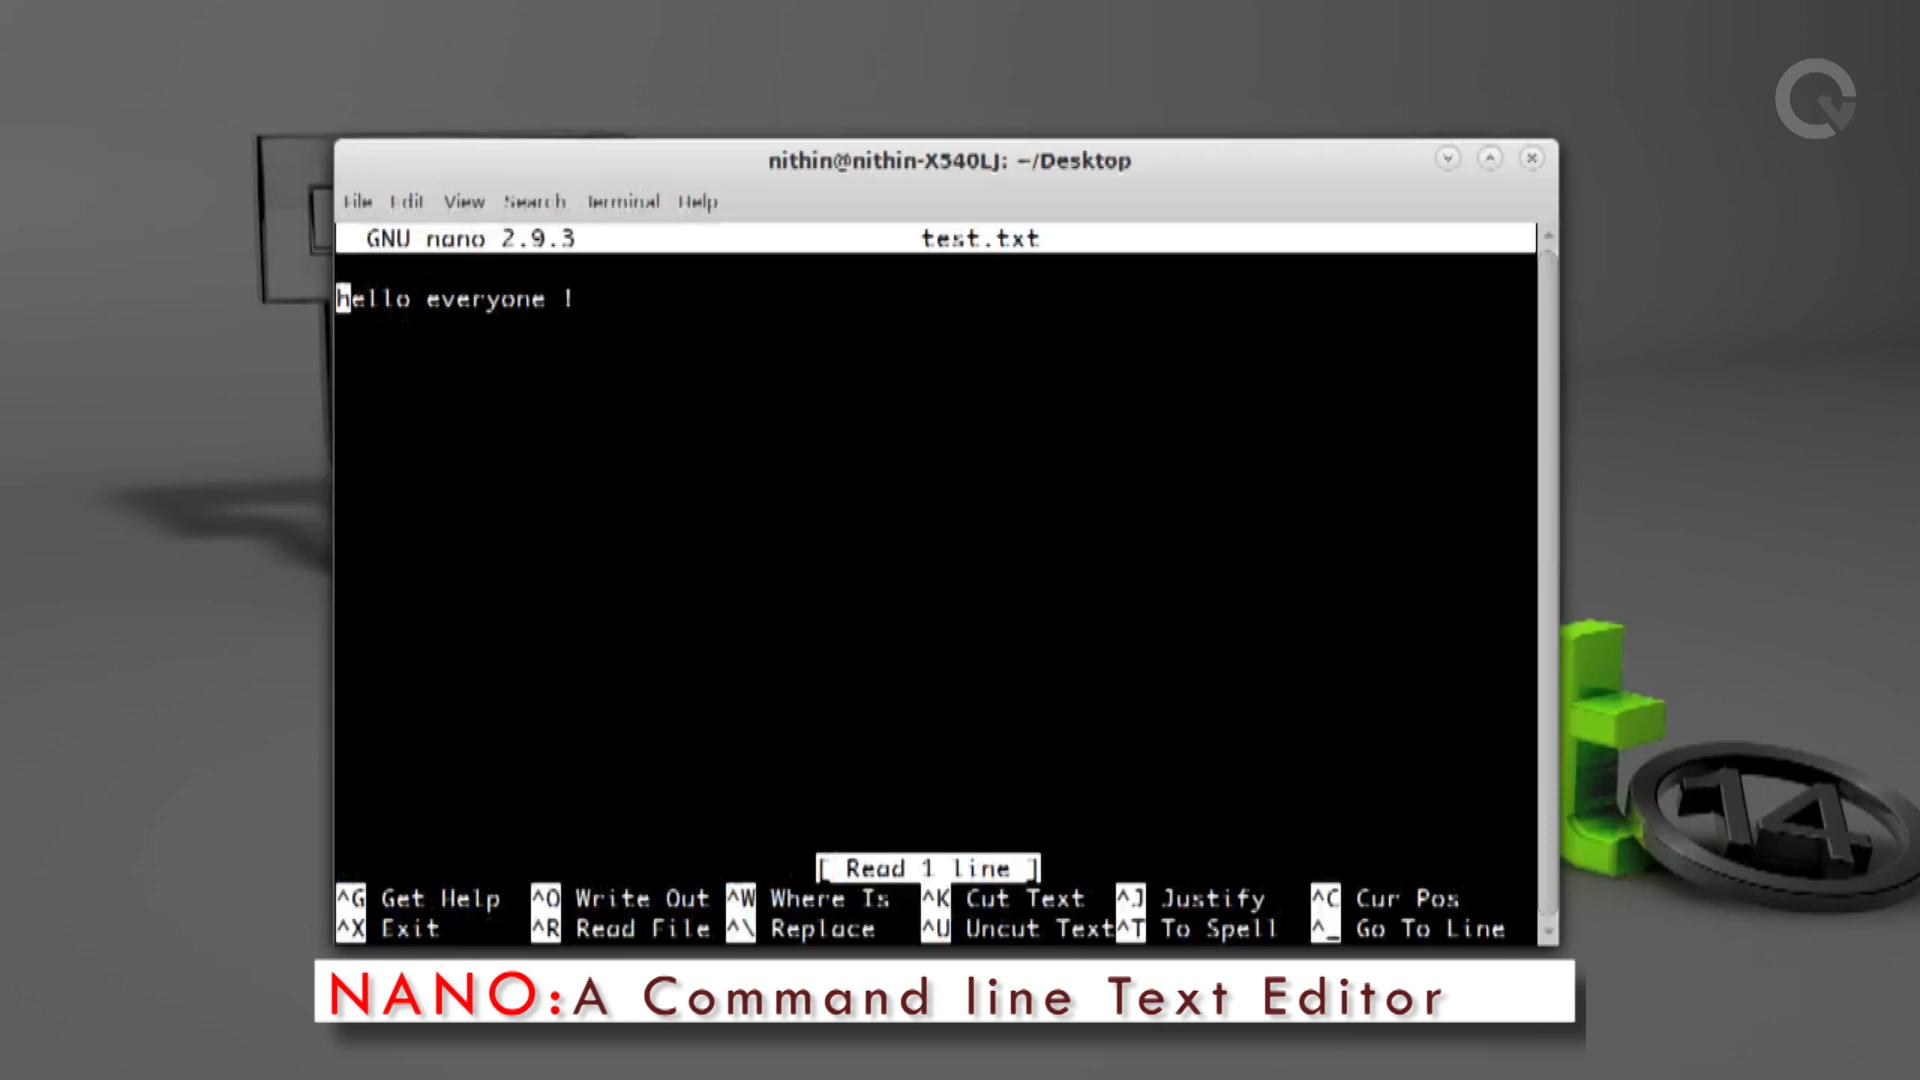 nithin@nithin-X540LJ: ~/Desktop
File Edit View Search Terminal Help
GNU nano 2.9.3 test.txt
hello everyone !
[ Read 1 line ]
^G Get Help ^O Write Out ^W Where Is ^K Cut Text ^J Justify ^C Cur Pos
^X Exit ^R Read File ^\ Replace ^U Uncut Text ^T To Spell ^_ Go To Line
14
NANO:A Command line Text Editor